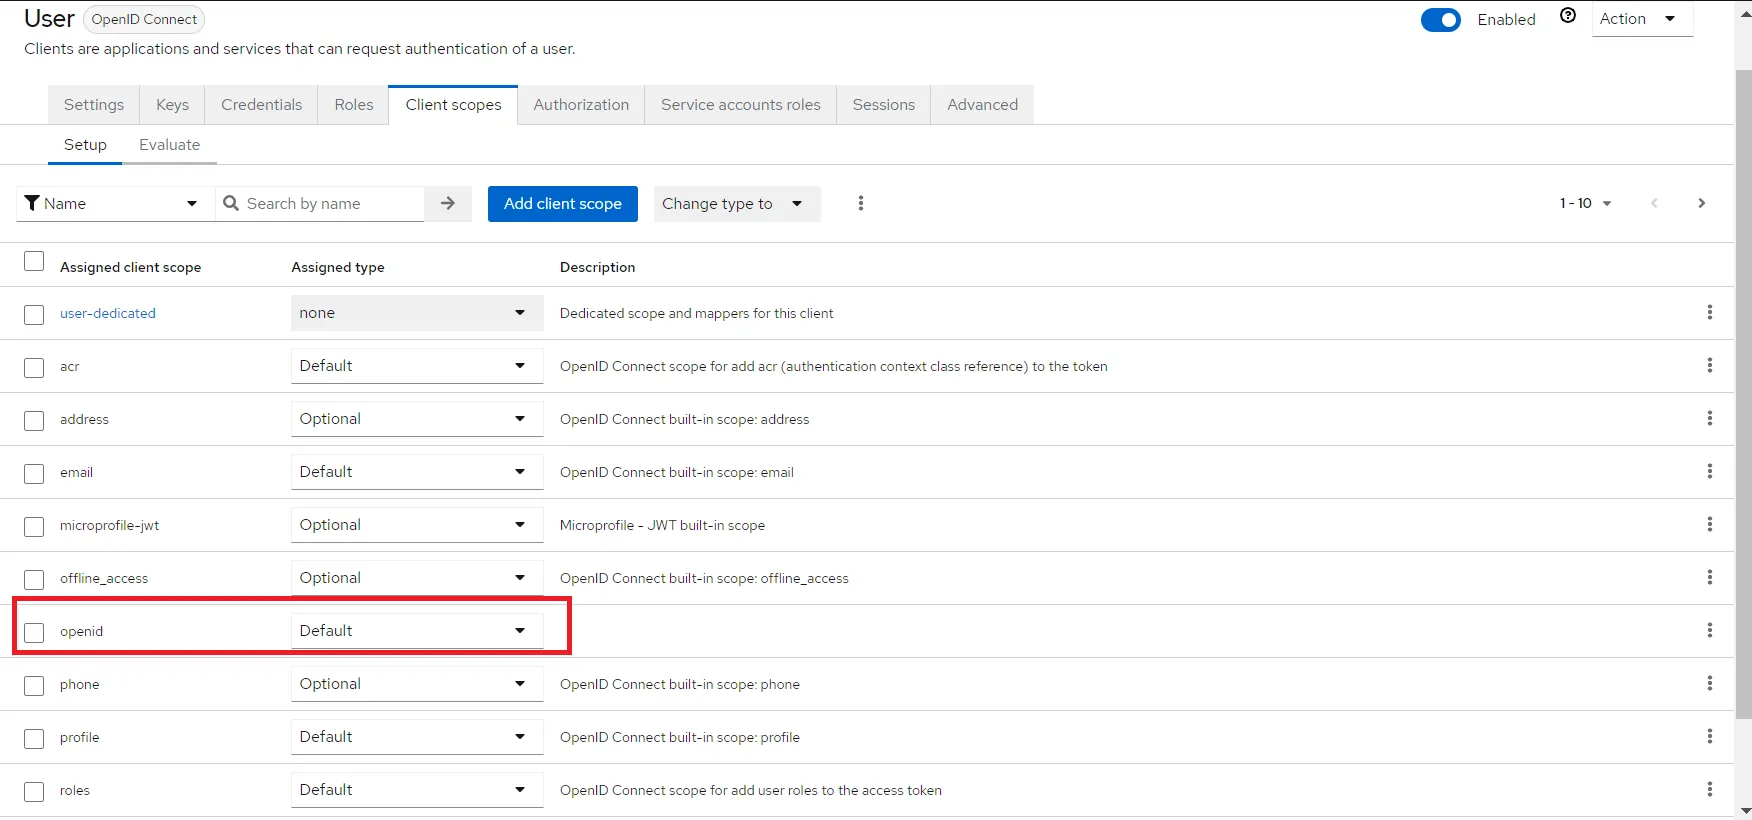 User OpenID Connect Enabled Action
Clients are applications and services that can request authentication of a user.
Settings Keys Credentials Roles Client scopes Authorization Service accounts roles Sessions Advanced
Setup Evaluate
Name Search by name Add client scope Change type to 1 - 10
Assigned client scope Assigned type Description
user-dedicated none Dedicated scope and mappers for this client
acr Default OpenID Connect scope for add acr (authentication context class reference) to the token
address Optional OpenID Connect built-in scope: address
email Default OpenID Connect built-in scope: email
microprofile-jwt Optional Microprofile - JWT built-in scope
offline_access Optional OpenID Connect built-in scope: offline_access
openid Default
phone Optional OpenID Connect built-in scope: phone
profile Default OpenID Connect built-in scope: profile
roles Default OpenID Connect scope for add user roles to the access token